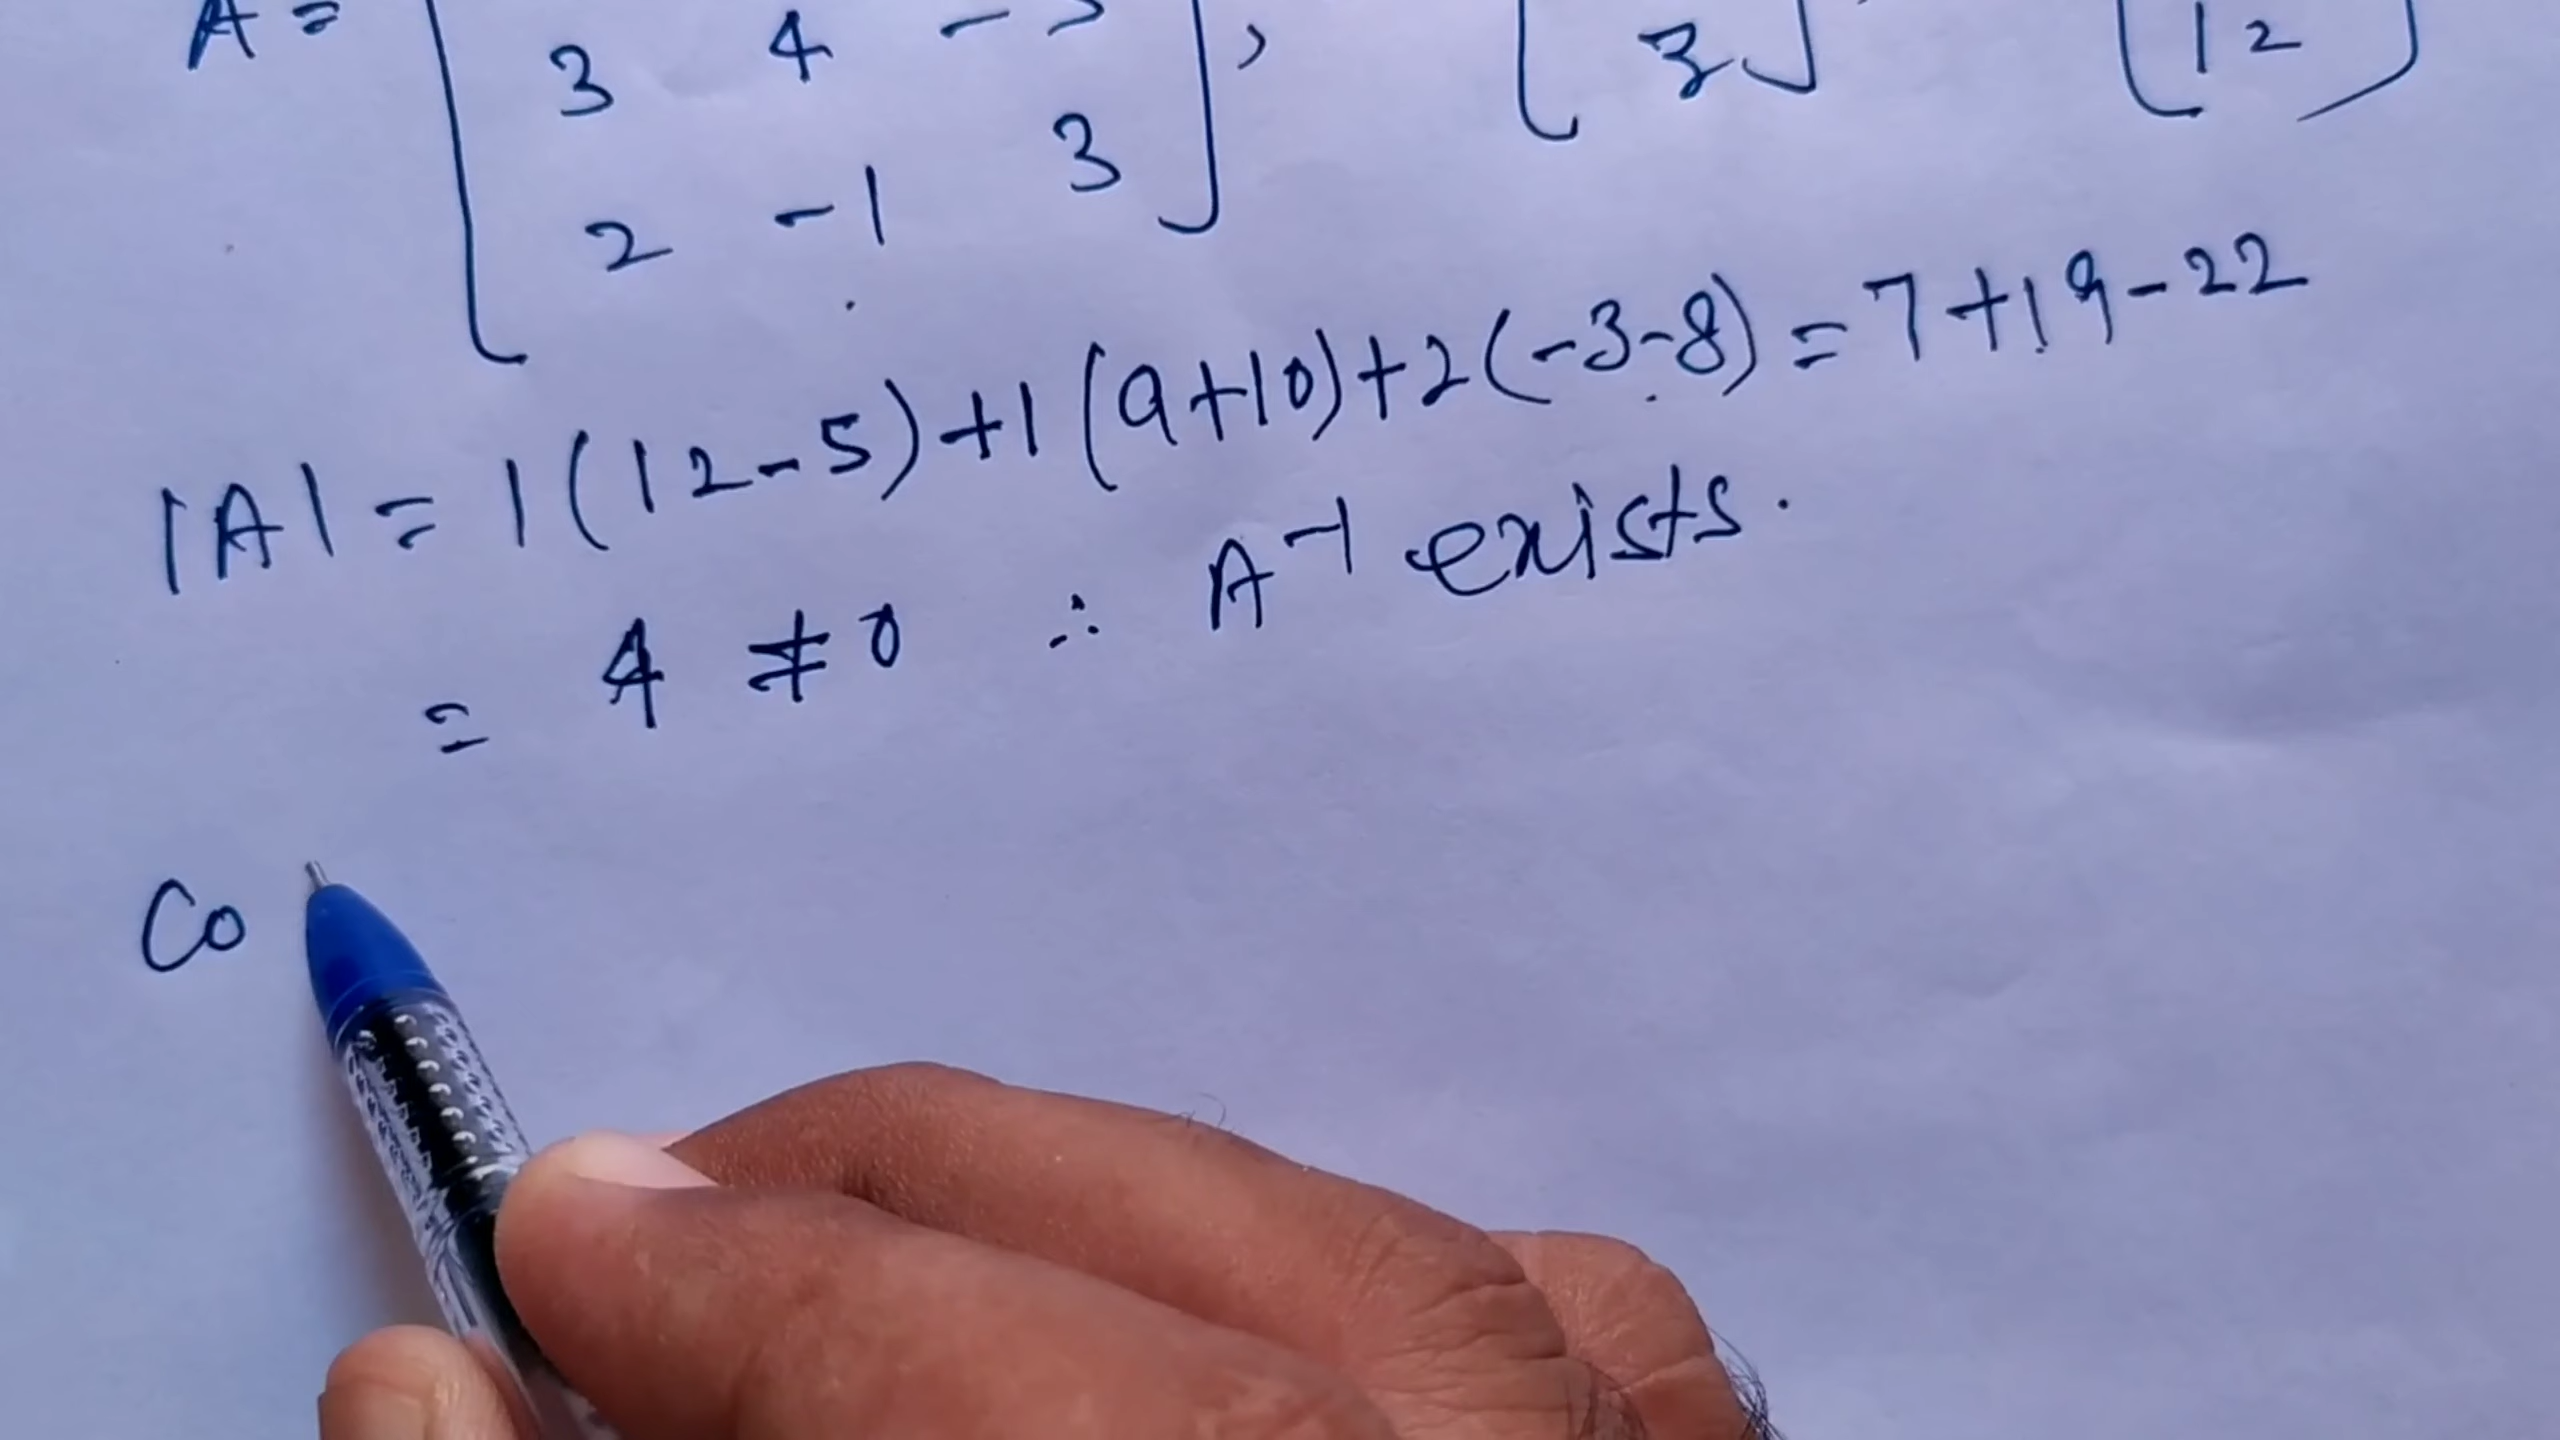 A =
3 4 - z 12
2 -1 3
|A| = 1(12-5)+1(9+10)+2(-3-8) = 7+19-22
= 4 ≠ 0 ∴ A⁻¹ exists.
Co